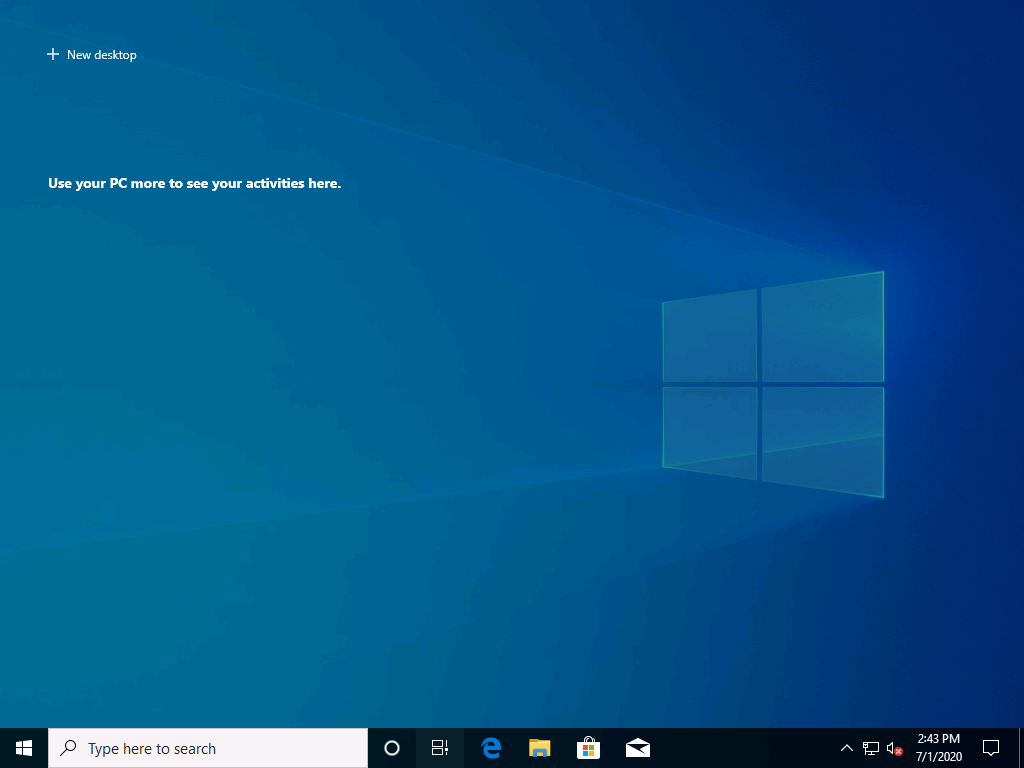 New desktop
Use your PC more to see your activities here.
Type here to search
2:43 PM
7/1/2020